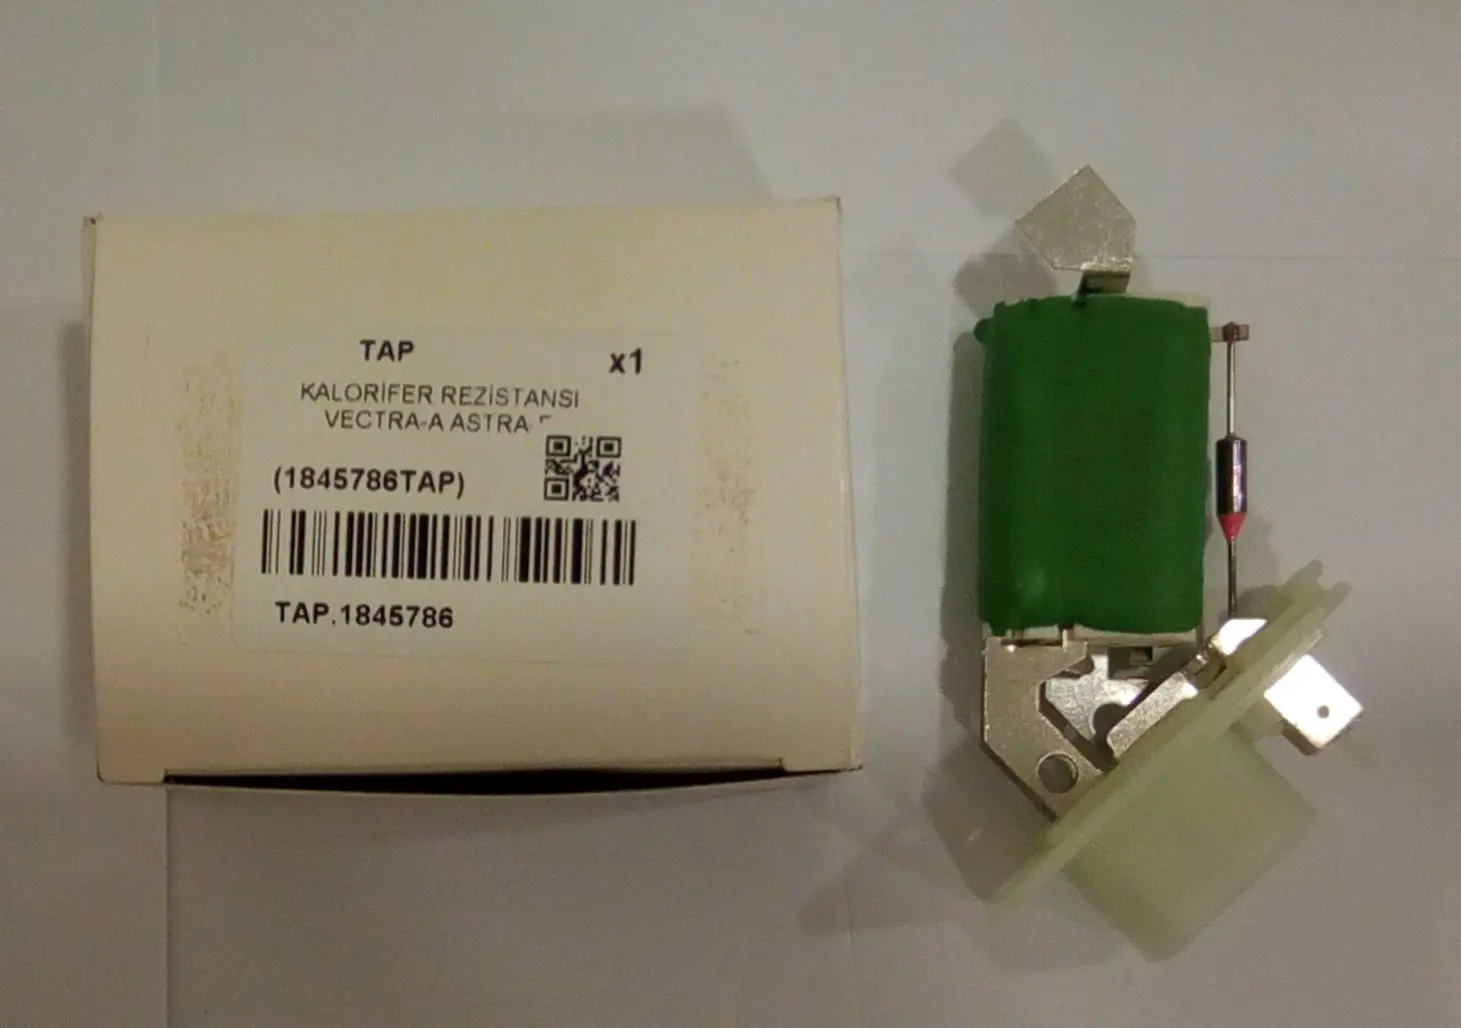 TAP
x1
KALORİFER REZİSTANSI
VECTRA-A ASTRA-
(1845786TAP)
TAP.1845786